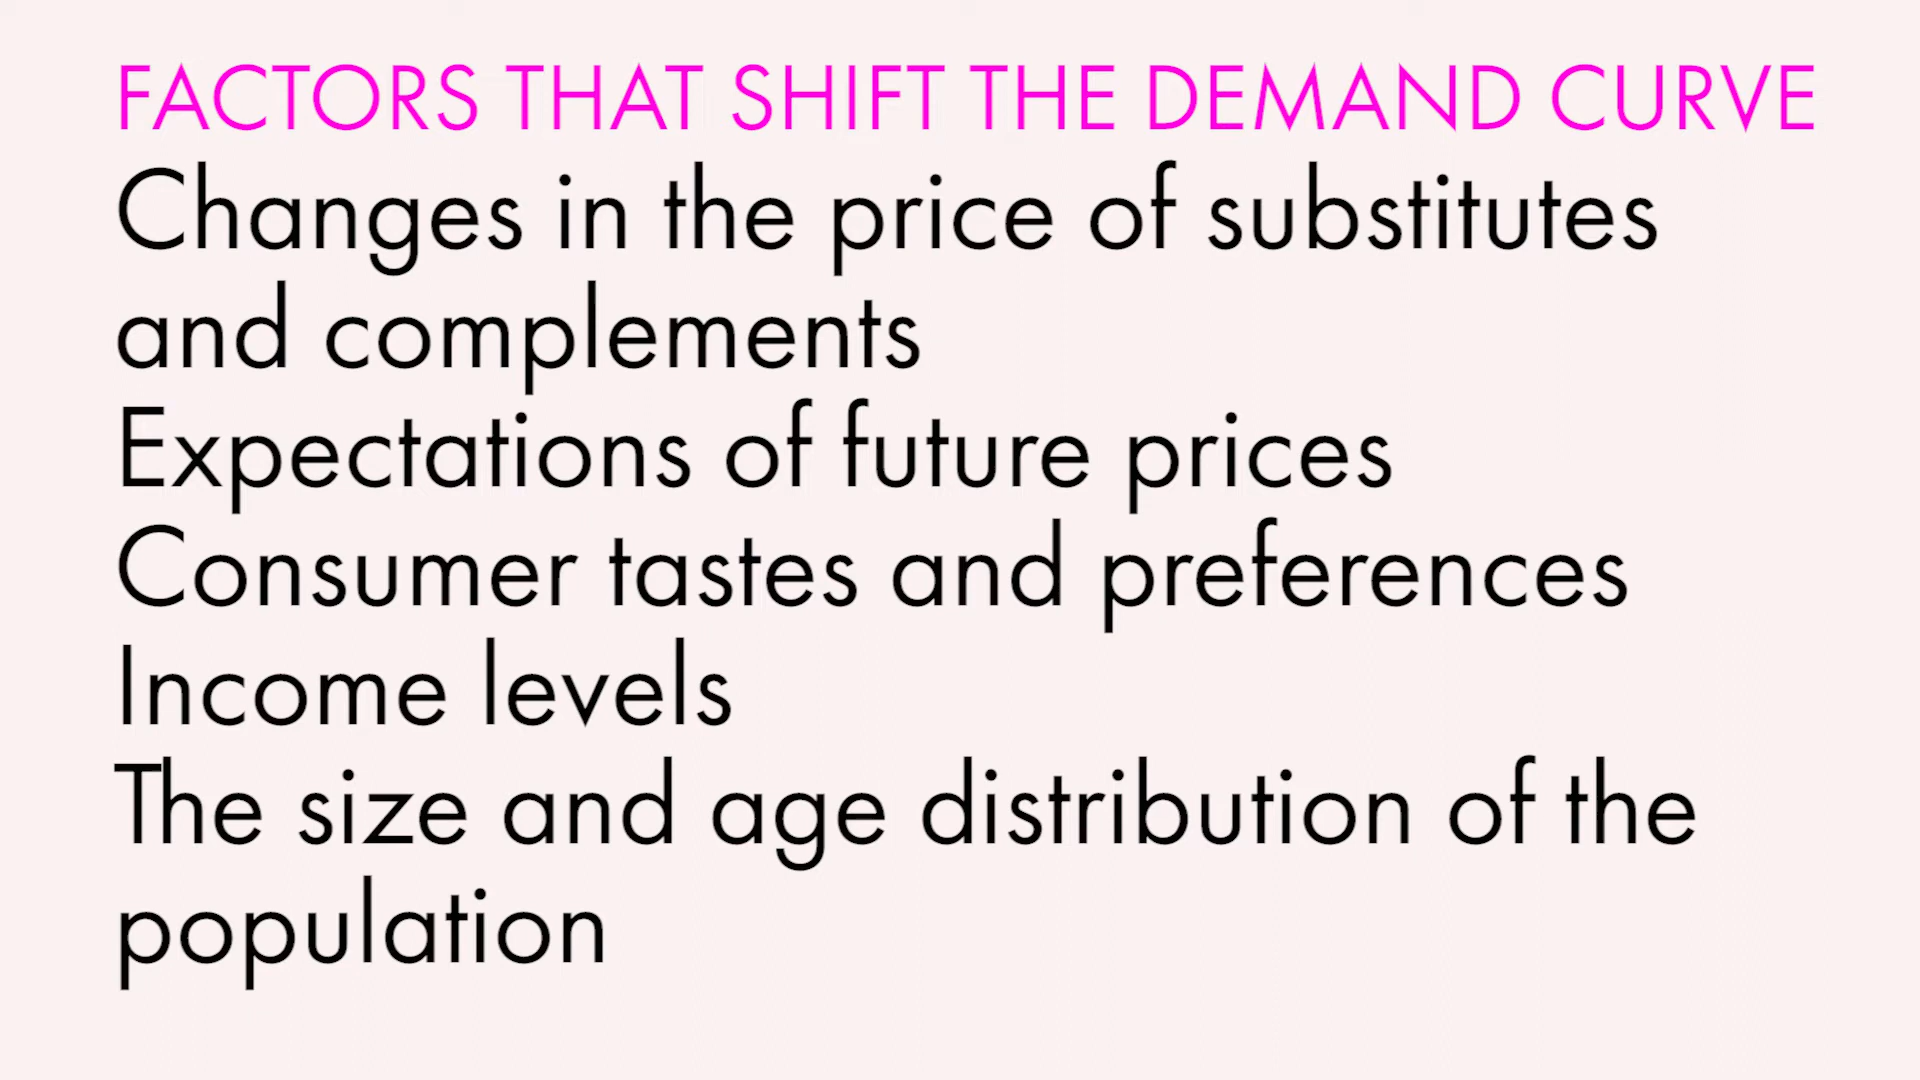 FACTORS THAT SHIFT THE DEMAND CURVE
Changes in the price of substitutes
and complements
Expectations of future prices
Consumer tastes and preferences
Income levels
The size and age distribution of the
population